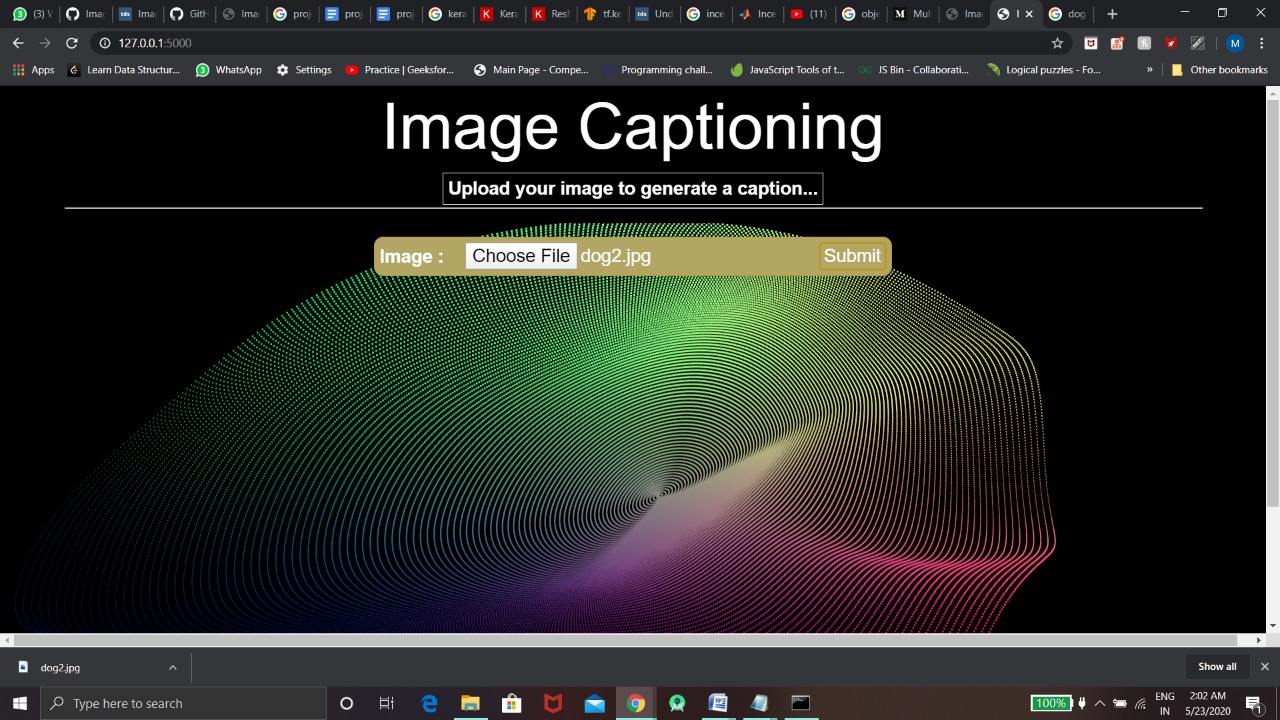 (3) V
Ima
Ima
GitH
Ima
proj
proj
proj
kera
Kera
Resl
tf.ke
Und
ince
Ince
(11)
obje
Mul
Ima
I
dog
127.0.0.1:5000
M
Apps
Learn Data Structur...
WhatsApp
Settings
Practice | Geeksfor...
Main Page - Compe...
Programming chall...
JavaScript Tools of t...
JS Bin - Collaborati...
Logical puzzles - Fo...
»
Other bookmarks
Image Captioning
Upload your image to generate a caption...
Image : Choose File dog2.jpg Submit
dog2.jpg
Show all
Type here to search
100%
ENG
IN
2:02 AM
5/23/2020